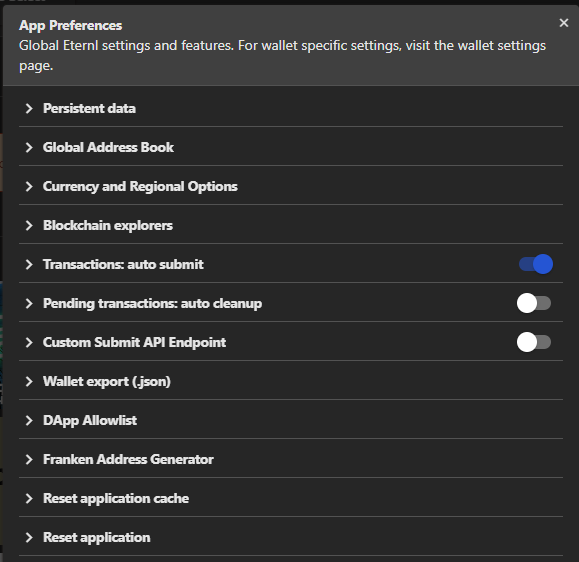 App Preferences
Global Eternl settings and features. For wallet specific settings, visit the wallet settings
page.
Persistent data
Global Address Book
Currency and Regional Options
Blockchain explorers
Transactions: auto submit
Pending transactions: auto cleanup
Custom Submit API Endpoint
Wallet export (.json)
DApp Allowlist
Franken Address Generator
Reset application cache
Reset application